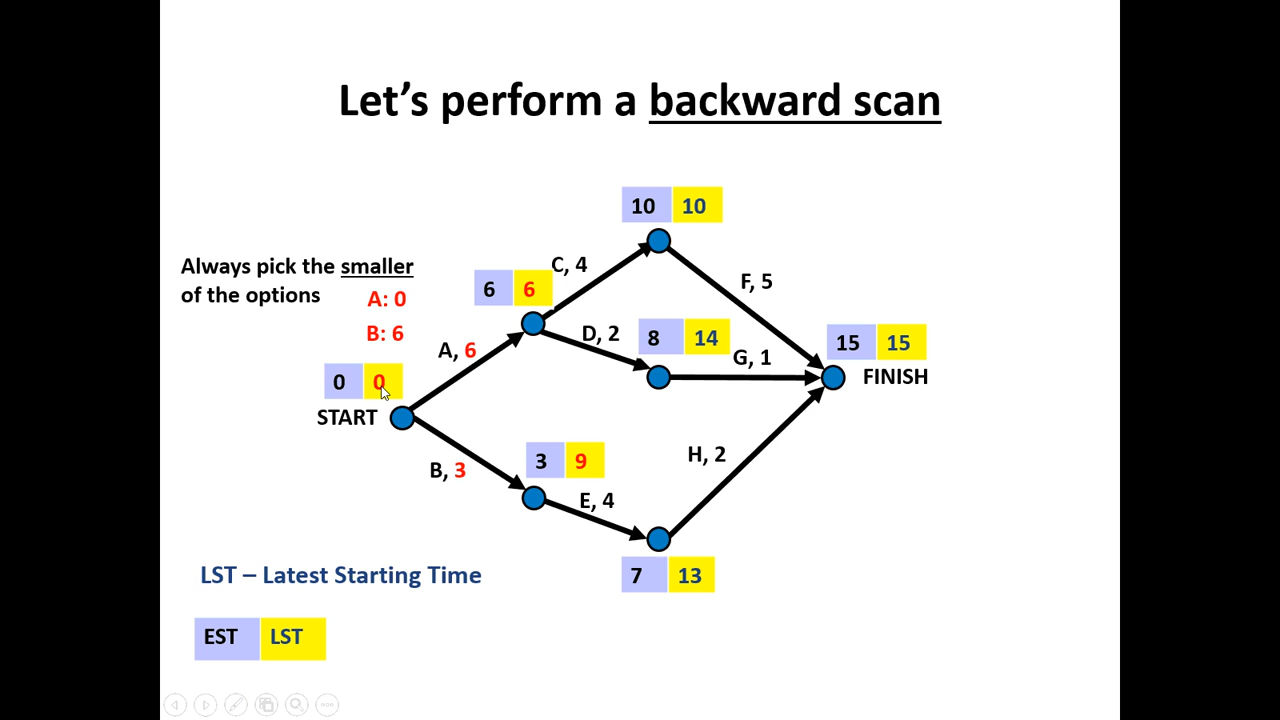 Let's perform a backward scan
10 10
Always pick the smaller
of the options
A: 0
B: 6
C, 4
F, 5
6 6
D, 2
8 14
G, 1
15 15
FINISH
A, 6
0 0
START
B, 3
3 9
E, 4
H, 2
7 13
LST – Latest Starting Time
EST LST